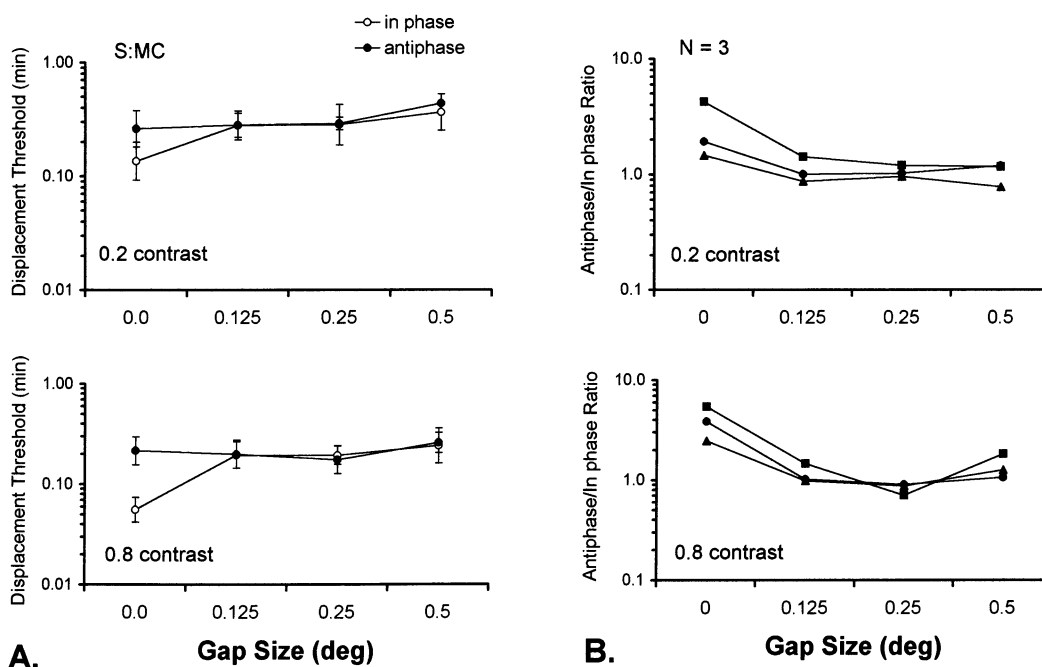 in phase
antiphase
S:MC
Displacement Threshold (min)
1.00
0.10
0.01
0.2 contrast
0.0 0.125 0.25 0.5
Displacement Threshold (min)
1.00
0.10
0.01
0.8 contrast
0.0 0.125 0.25 0.5
A.
Gap Size (deg)
N = 3
Antiphase/In phase Ratio
10.0
1.0
0.1
0.2 contrast
0 0.125 0.25 0.5
Antiphase/In phase Ratio
10.0
1.0
0.1
0.8 contrast
0 0.125 0.25 0.5
B.
Gap Size (deg)